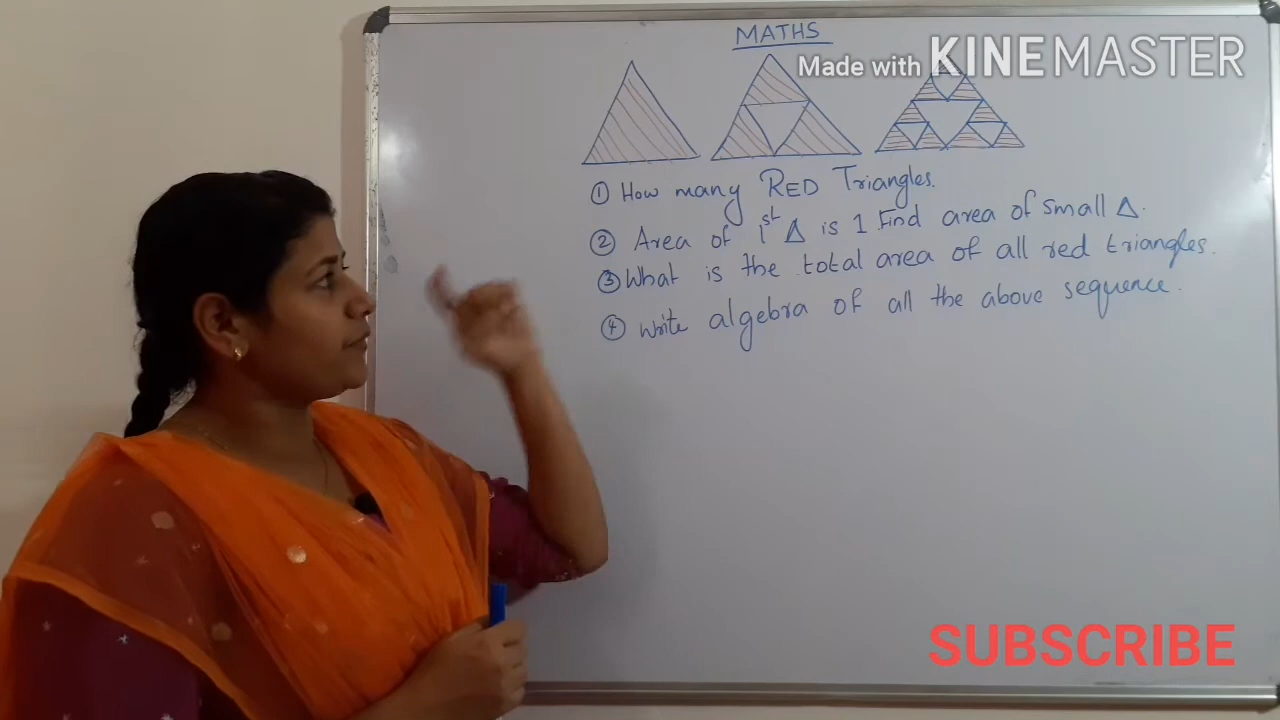 MATHS
Made with KINEMASTER
① How many RED Triangles.
② Area of 1st Δ is 1 Find area of small Δ.
③ What is the total area of all red triangles.
④ write algebra of all the above sequence.
SUBSCRIBE